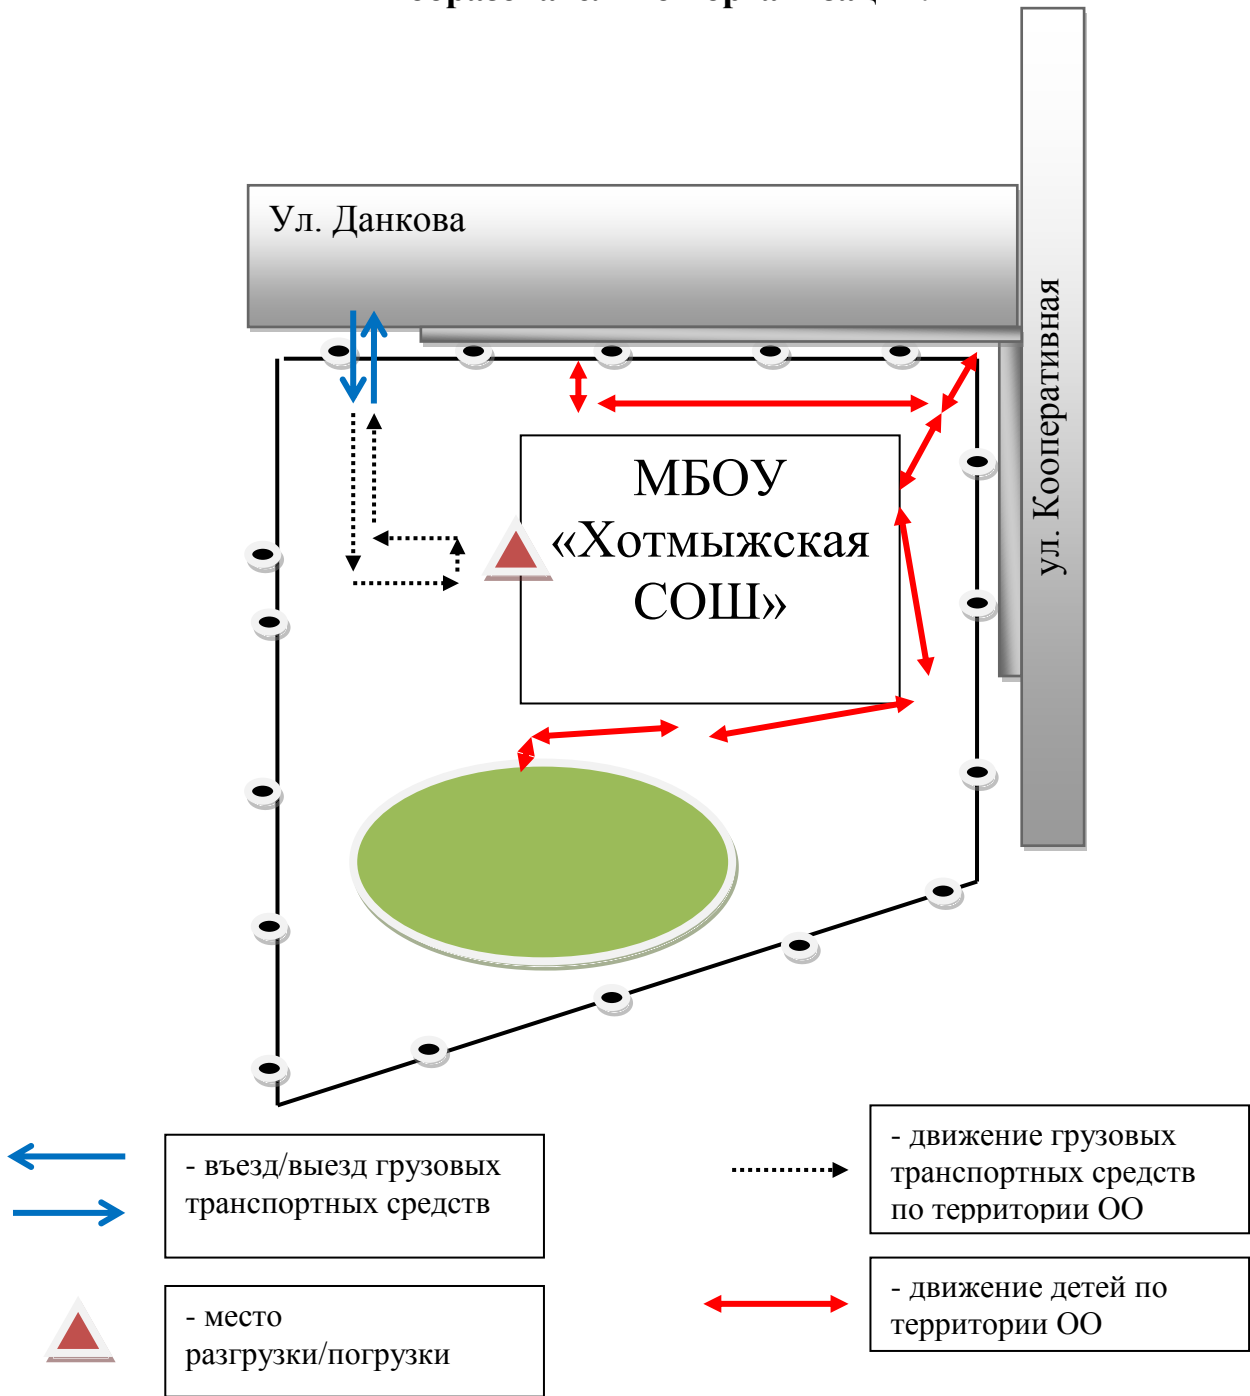 Ул. Данкова
ул. Кооперативная
МБОУ
«Хотмыжская
СОШ»
- въезд/выезд грузовых
транспортных средств
- движение грузовых
транспортных средств
по территории ОО
- место
разгрузки/погрузки
- движение детей по
территории ОО